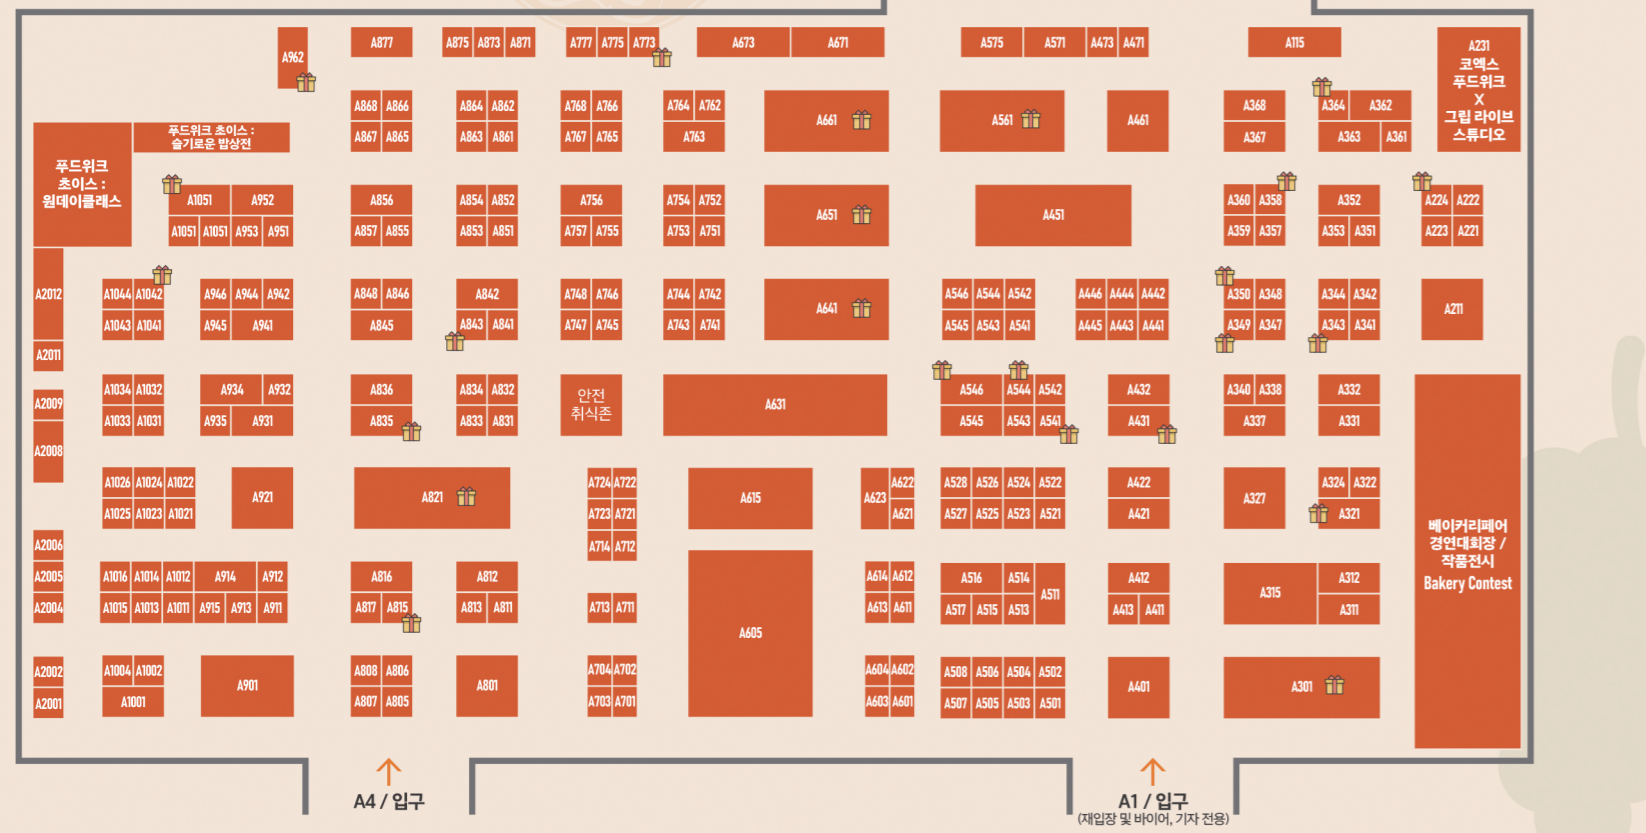 A962
A877
A875 A873 A871
A777 A775 A773
A673 A671
A575 A571 A473 A471
A115
A231
코엑스
푸드위크
X
그립 라이브
스튜디오
A868 A866
A867 A865
A864 A862
A863 A861
A768 A766
A767 A765
A764 A762
A763
A661
A561
A461
A368
A367
A364 A362
A363 A361
푸드위크
초이스 :
원데이클래스
푸드위크 초이스 :
슬기로운 밥상전
A1051 A952
A1051 A1051 A953 A951
A856
A857 A855
A854 A852
A853 A851
A756
A757 A755
A754 A752
A753 A751
A651
A451
A360 A358
A359 A357
A352
A353 A351
A224 A222
A223 A221
A2012
A2011
A1044 A1042
A1043 A1041
A946 A944 A942
A945 A941
A848 A846
A845
A842
A843 A841
A748 A746
A747 A745
A744 A742
A743 A741
A641
A546 A544 A542
A545 A543 A541
A446 A444 A442
A445 A443 A441
A350 A348
A349 A347
A344 A342
A343 A341
A211
A2009
A2008
A1034 A1032
A1033 A1031
A934 A932
A935 A931
A836
A835
A834 A832
A833 A831
안전
취식존
A631
A546 A544 A542
A545 A543 A541
A432
A431
A340 A338
A337
A332
A331
A1026 A1024 A1022
A1025 A1023 A1021
A921
A821
A724 A722
A723 A721
A714 A712
A615
A623 A622
A621
A528 A526 A524 A522
A527 A525 A523 A521
A422
A421
A327
A324 A322
A321
베이커리페어
경연대회장 /
작품전시
Bakery Contest
A2006
A2005
A2004
A1016 A1014 A1012 A914 A912
A1015 A1013 A1011 A915 A913 A911
A816
A817 A815
A812
A813 A811
A713 A711
A605
A614 A612
A613 A611
A516 A514 A511
A517 A515 A513
A412
A413 A411
A315
A312
A311
A2002
A2001
A1004 A1002
A1001
A901
A808 A806
A807 A805
A801
A704 A702
A703 A701
A604 A602
A603 A601
A508 A506 A504 A502
A507 A505 A503 A501
A401
A301
A4 / 입구
A1 / 입구
(재입장 및 바이어, 기자 전용)